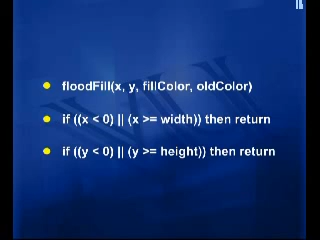 floodFill(x, y, fillColor, oldColor)
if ((x < 0) || (x >= width)) then return
if ((y < 0) || (y >= height)) then return